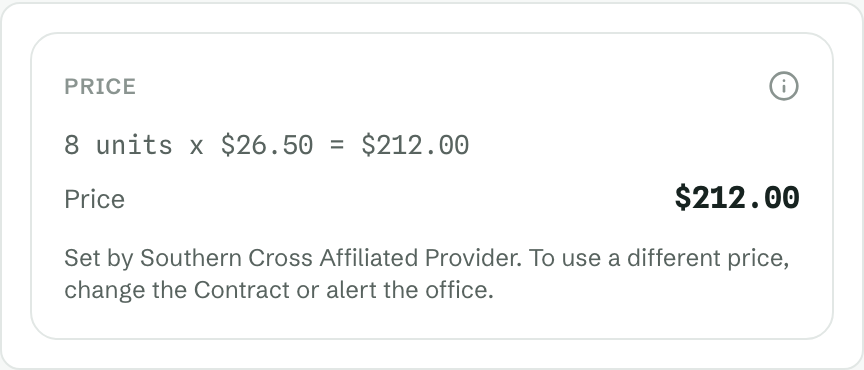 PRICE
8 units x $26.50 = $212.00
Price $212.00
Set by Southern Cross Affiliated Provider. To use a different price,
change the Contract or alert the office.